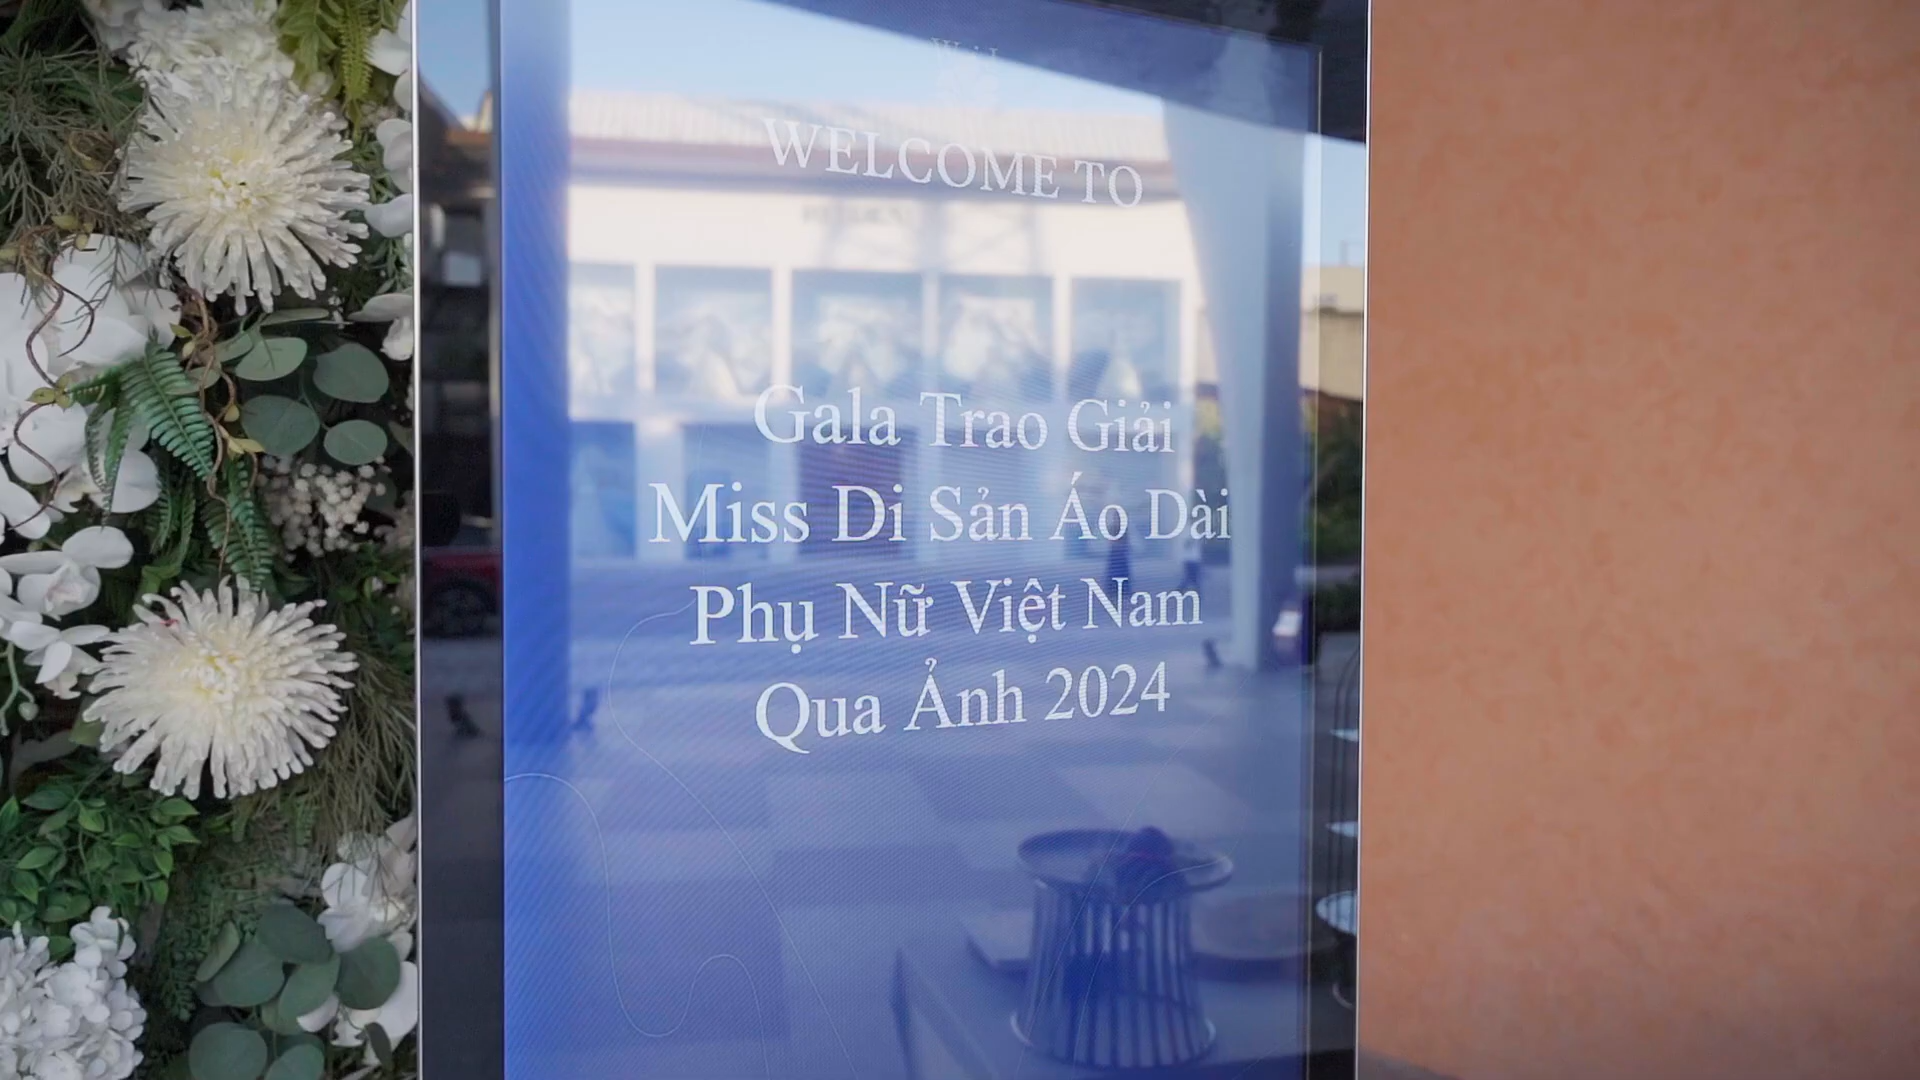 WELCOME TO
Gala Trao Giải
Miss Di Sản Áo Dài
Phụ Nữ Việt Nam
Qua Ảnh 2024